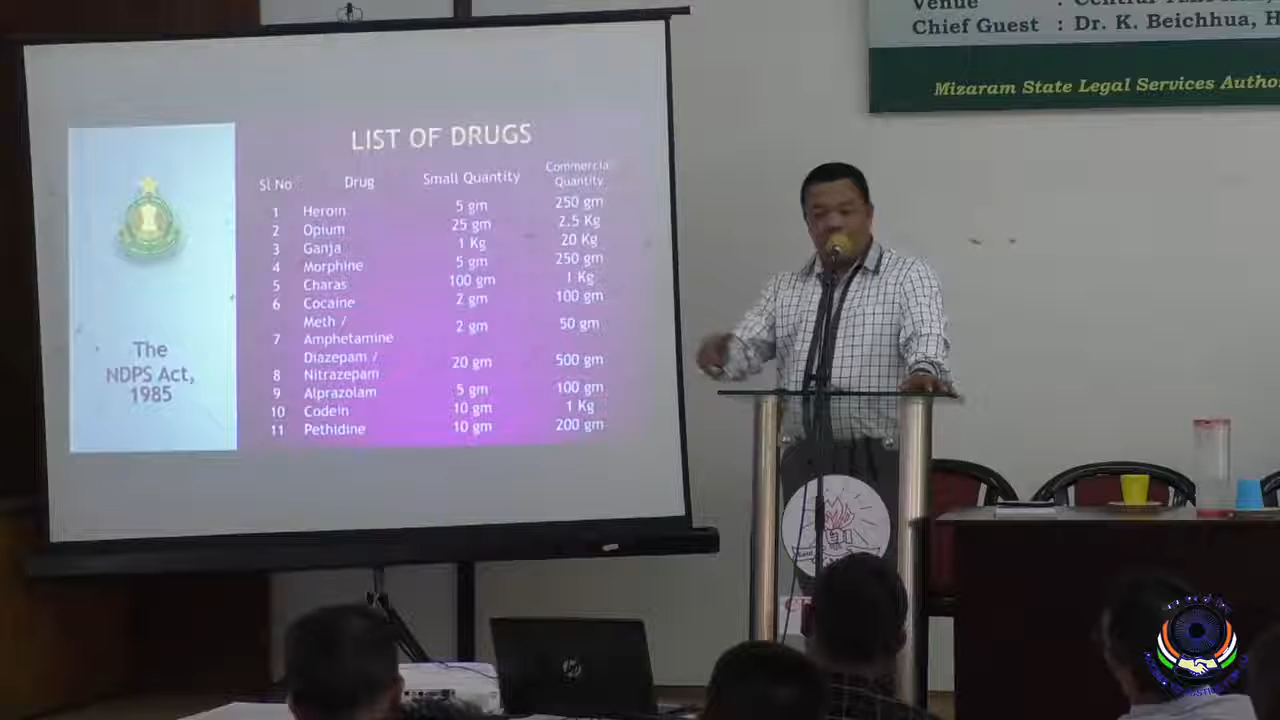 Venue :
Chief Guest : Dr. K. Beichhua, H
Mizaram State Legal Services Autho
LIST OF DRUGS
Sl No Drug Small Quantity Commercial Quantity
1 Heroin 5 gm 250 gm
2 Opium 25 gm 2.5 Kg
3 Ganja 1 Kg 20 Kg
4 Morphine 5 gm 250 gm
5 Charas 100 gm 1 Kg
6 Cocaine 2 gm 100 gm
7 Meth / Amphetamine 2 gm 50 gm
8 Diazepam / Nitrazepam 20 gm 500 gm
9 Alprazolam 5 gm 100 gm
10 Codein 10 gm 1 Kg
11 Pethidine 10 gm 200 gm
The
NDPS Act,
1985
hp